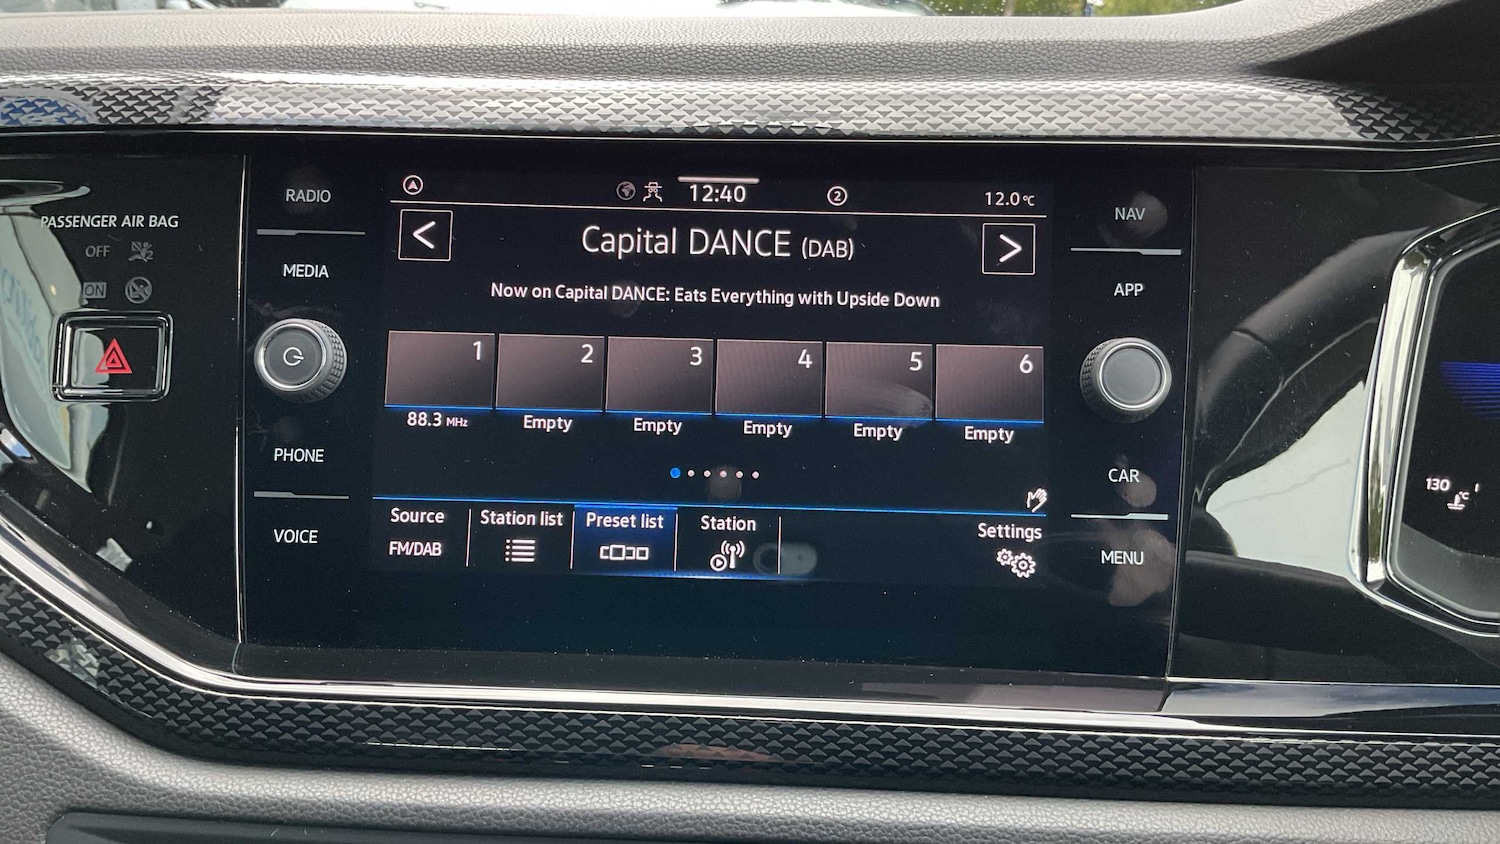 PASSENGER AIR BAG
OFF
ON
RADIO
MEDIA
PHONE
VOICE
12:40
2
12.0°C
<
Capital DANCE (DAB)
>
Now on Capital DANCE: Eats Everything with Upside Down
1 2 3 4 5 6
88.3 MHz Empty Empty Empty Empty Empty
Source Station list Preset list Station Settings
FM/DAB
NAV
APP
CAR
MENU
130
°C